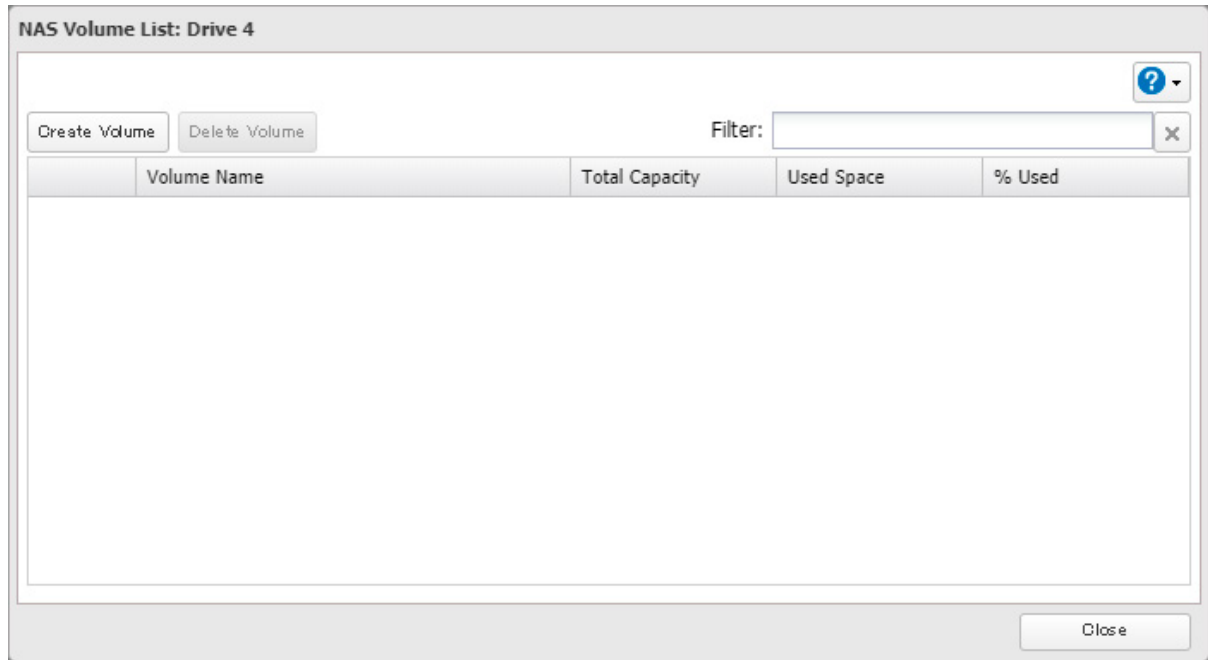 NAS Volume List: Drive 4
?
Create Volume Delete Volume Filter:
Volume Name Total Capacity Used Space % Used
Close